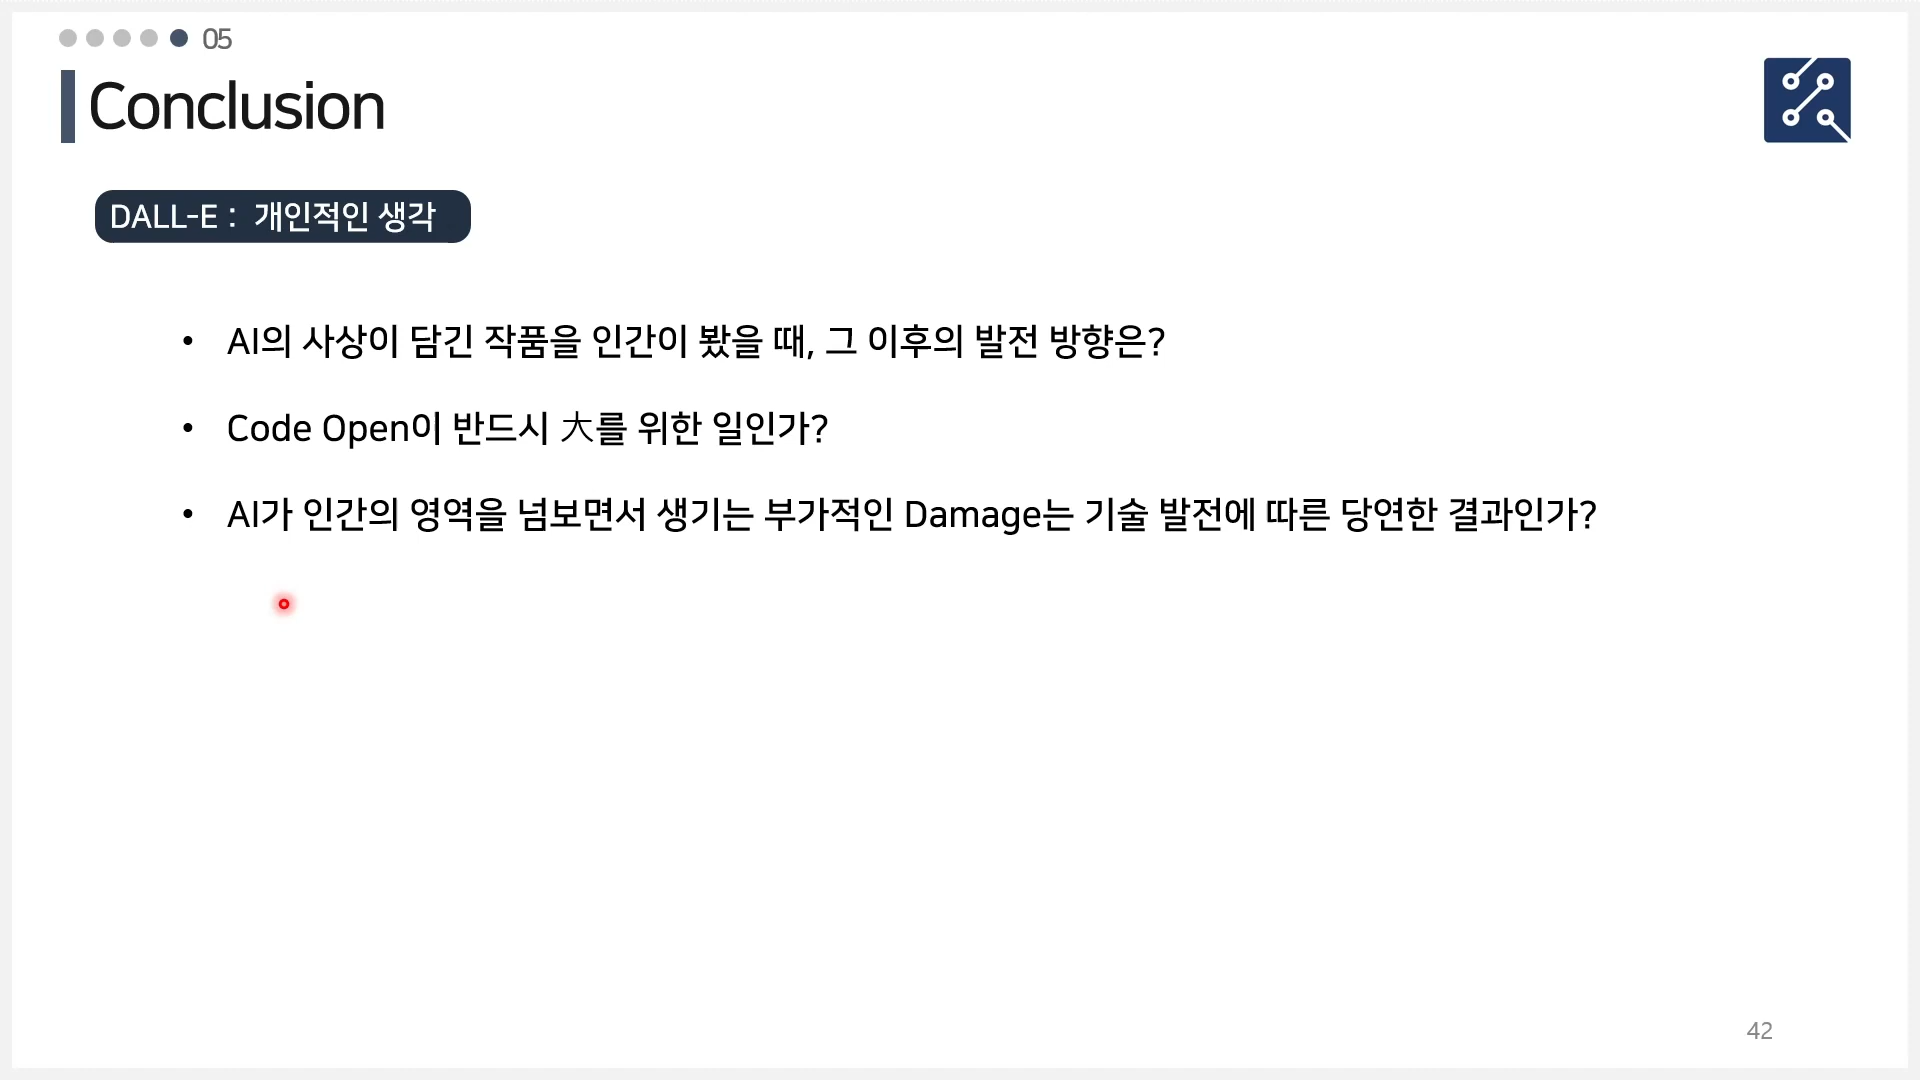 05
Conclusion
DALL-E : 개인적인 생각
• AI의 사상이 담긴 작품을 인간이 봤을 때, 그 이후의 발전 방향은?
• Code Open이 반드시 大를 위한 일인가?
• AI가 인간의 영역을 넘보면서 생기는 부가적인 Damage는 기술 발전에 따른 당연한 결과인가?
42